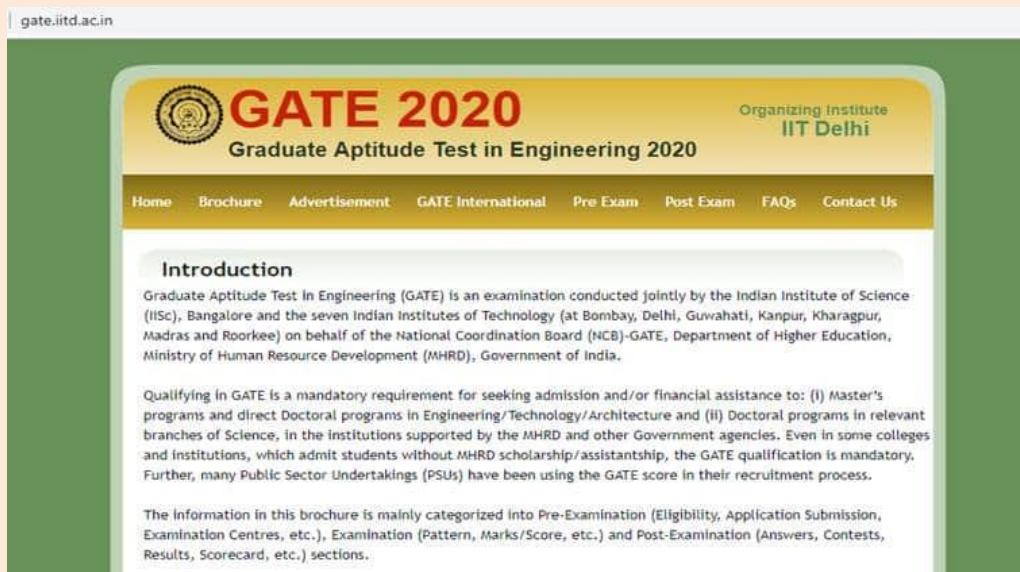 gate.iitd.ac.in
GATE 2020
Graduate Aptitude Test in Engineering 2020
Organizing Institute
IIT Delhi
Home Brochure Advertisement GATE International Pre Exam Post Exam FAQs Contact Us
Introduction
Graduate Aptitude Test in Engineering (GATE) is an examination conducted jointly by the Indian Institute of Science
(IISc), Bangalore and the seven Indian Institutes of Technology (at Bombay, Delhi, Guwahati, Kanpur, Kharagpur,
Madras and Roorkee) on behalf of the National Coordination Board (NCB)-GATE, Department of Higher Education,
Ministry of Human Resource Development (MHRD), Government of India.
Qualifying in GATE is a mandatory requirement for seeking admission and/or financial assistance to: (i) Master's
programs and direct Doctoral programs in Engineering/Technology/Architecture and (ii) Doctoral programs in relevant
branches of Science, in the institutions supported by the MHRD and other Government agencies. Even in some colleges
and institutions, which admit students without MHRD scholarship/assistantship, the GATE qualification is mandatory.
Further, many Public Sector Undertakings (PSUs) have been using the GATE score in their recruitment process.
The information in this brochure is mainly categorized into Pre-Examination (Eligibility, Application Submission,
Examination Centres, etc.), Examination (Pattern, Marks/Score, etc.) and Post-Examination (Answers, Contests,
Results, Scorecard, etc.) sections.